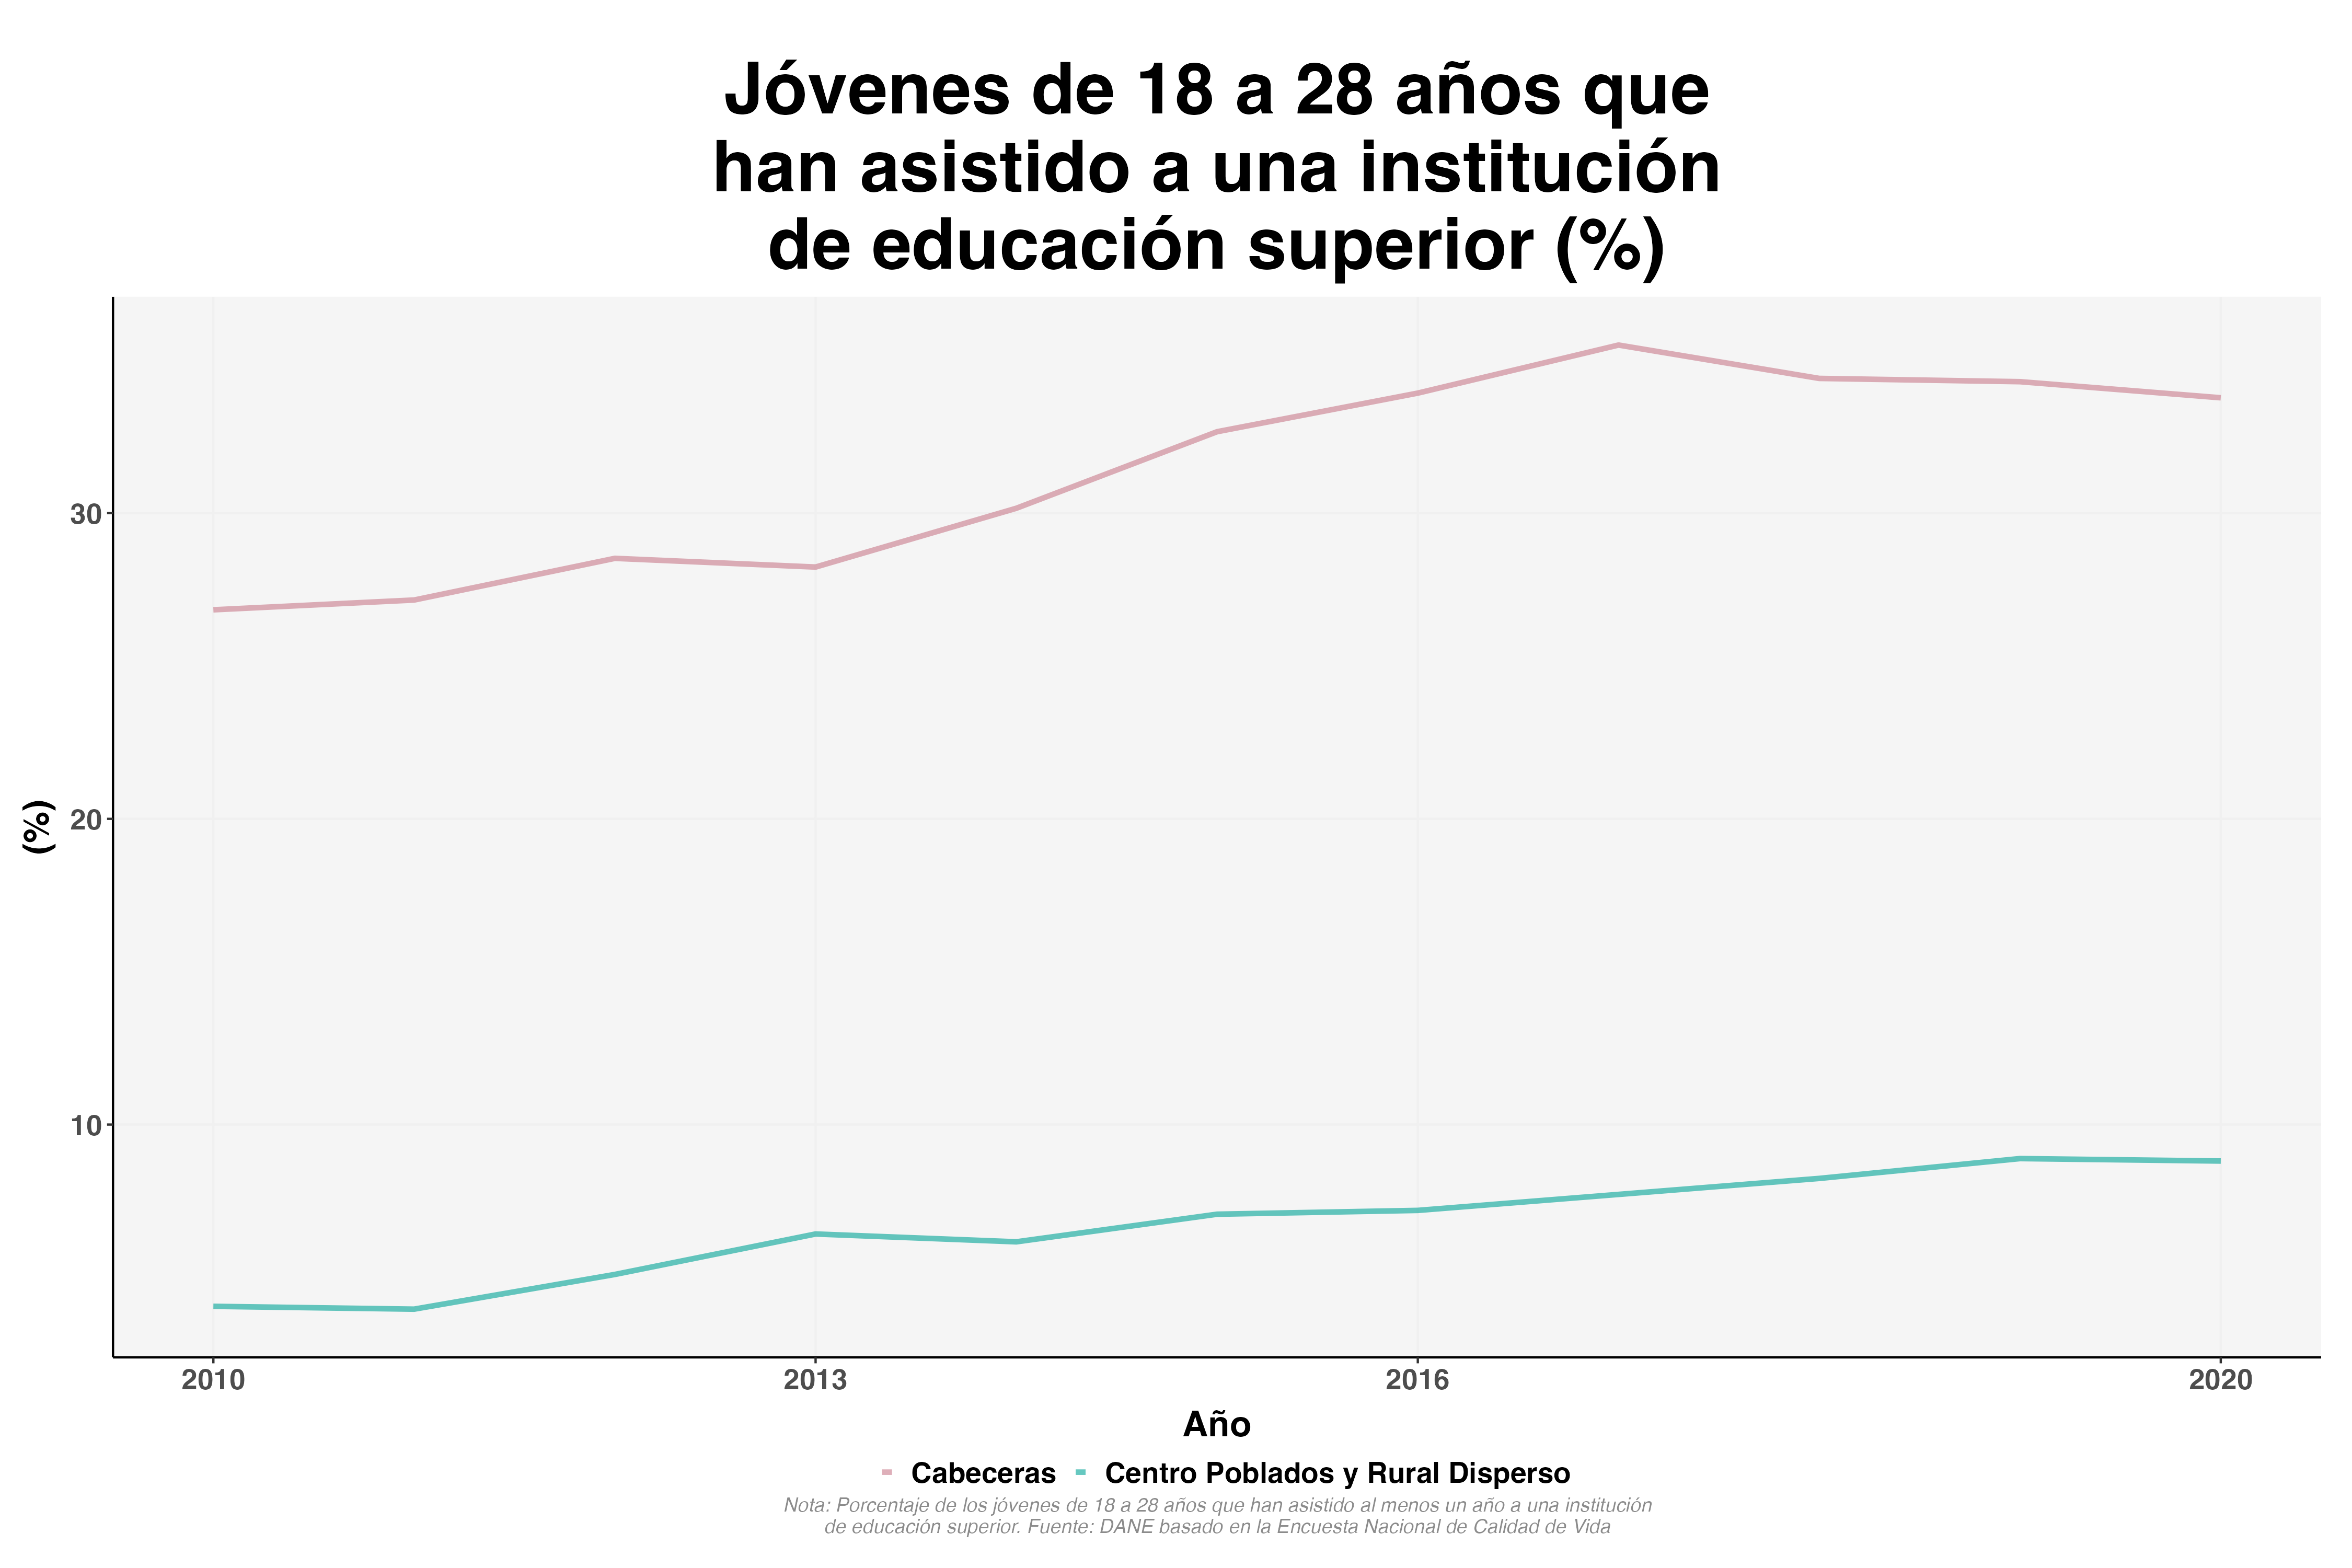 Jóvenes de 18 a 28 años que
han asistido a una institución
de educación superior (%)
(%)
30
20
10
2010 2013 2016 2020
Año
Cabeceras Centro Poblados y Rural Disperso
Nota: Porcentaje de los jóvenes de 18 a 28 años que han asistido al menos un año a una institución
de educación superior. Fuente: DANE basado en la Encuesta Nacional de Calidad de Vida